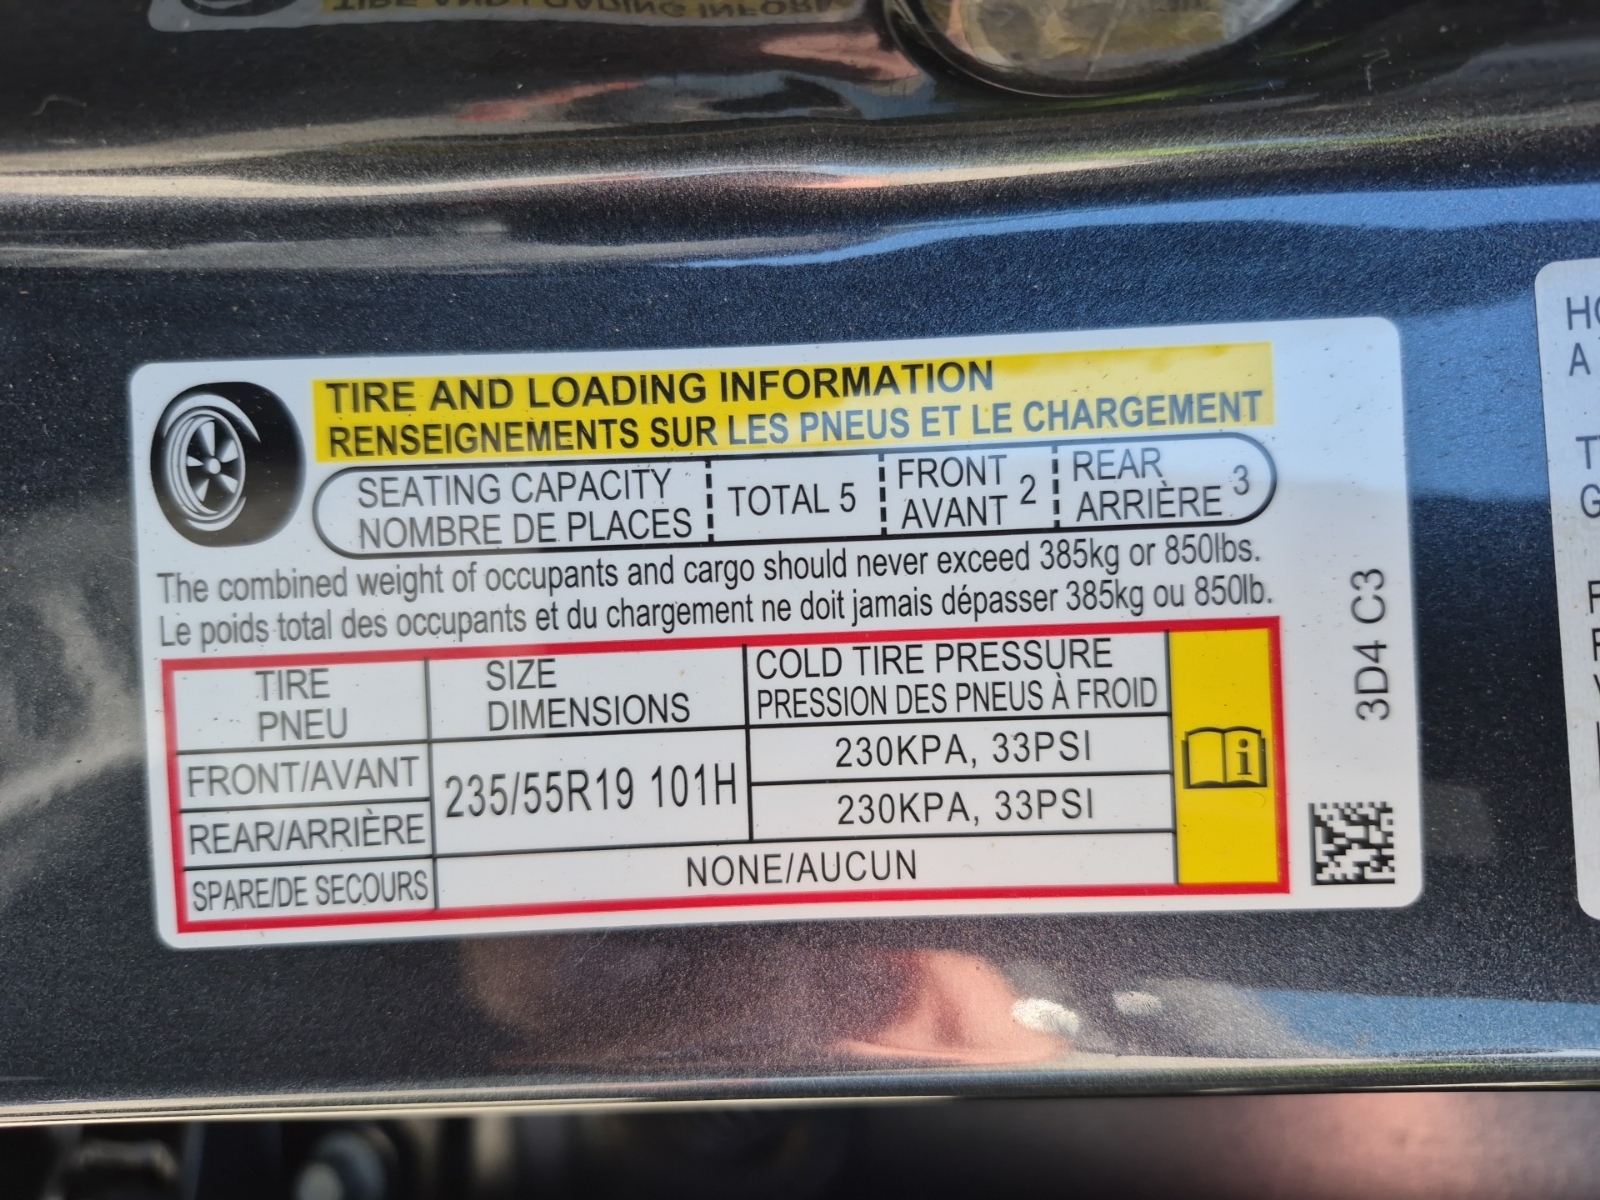 TIRE AND LOADING INFORMATION
RENSEIGNEMENTS SUR LES PNEUS ET LE CHARGEMENT
SEATING CAPACITY
NOMBRE DE PLACES
TOTAL 5
FRONT
AVANT 2
REAR
ARRIÈRE 3
The combined weight of occupants and cargo should never exceed 385kg or 850lbs.
Le poids total des occupants et du chargement ne doit jamais dépasser 385kg ou 850lb.
TIRE
PNEU
SIZE
DIMENSIONS
COLD TIRE PRESSURE
PRESSION DES PNEUS À FROID
FRONT/AVANT
235/55R19 101H
230KPA, 33PSI
REAR/ARRIÈRE
230KPA, 33PSI
SPARE/DE SECOURS
NONE/AUCUN
3D4 C3
TIRE AND LOADING INFORM
A